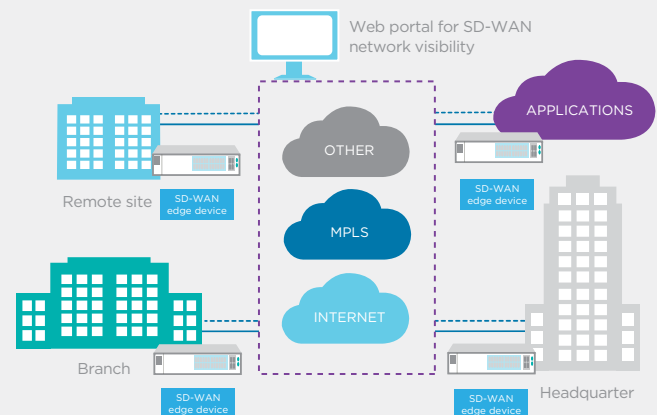 Web portal for SD-WAN
network visibility
APPLICATIONS
OTHER
SD-WAN
edge device
Remote site
SD-WAN
edge device
MPLS
INTERNET
Branch
SD-WAN
edge device
SD-WAN
edge device
Headquarter